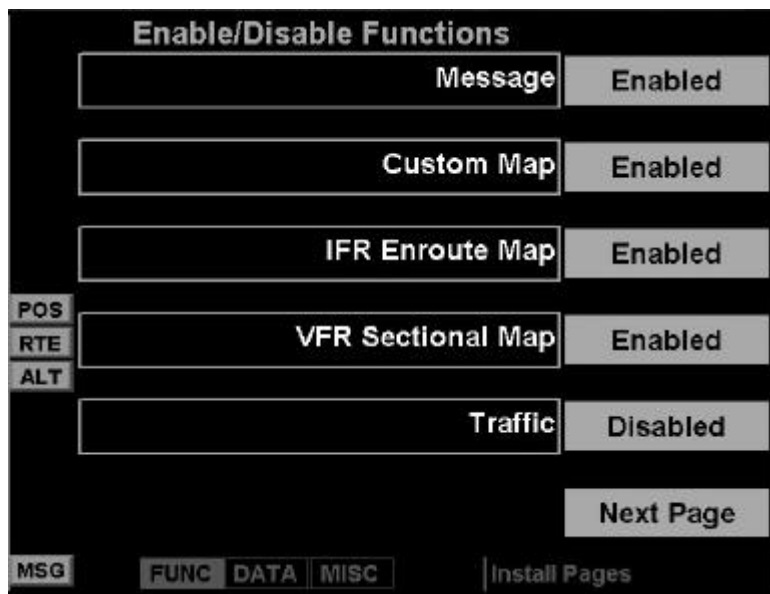 Enable/Disable Functions
Message Enabled
Custom Map Enabled
IFR Enroute Map Enabled
POS
VFR Sectional Map Enabled
RTE
ALT
Traffic Disabled
Next Page
MSG FUNC DATA MISC Install Pages